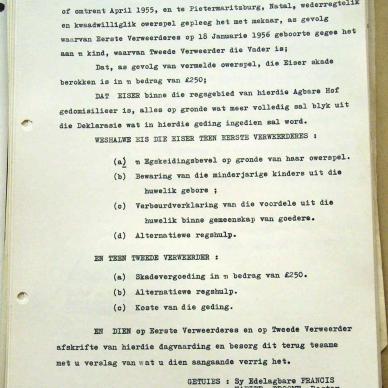 of omtrent April 1955, en te Pietermaritsburg, Natal, wederregtelik
en kwaadwilliglik owerspel gepleeg het met mekaar, as gevolg
waarvan Eerste Verweerderes op 18 Januarie 1956 geboorte gegee het
aan 'n kind, waarvan Tweede Verweerder die Vader is;
Dat, as gevolg van vermelde owerspel, die Eiser skade
berokken is in 'n bedrag van £250;
DAT EISER binne die regsgebied van hierdie Agbare Hof
gedomisilieer is, alles op gronde wat meer volledig sal blyk uit
die Deklarasie wat in hierdie geding ingedien sal word.
WESHALWE EIS DIE EISER TEEN EERSTE VERWEERDERES :
(a) 'n Egskeidingsbevel op gronde van haar owerspel.
(b) Bewaring van die minderjarige kinders uit die
huwelik gebore ;
(c) Verbeurdverklaring van die voordele uit die
huwelik binne gemeenskap van goedere.
(d) Alternatiewe regshulp.
EN TEEN TWEEDE VERWEERDER :
(a) Skadevergoeding in 'n bedrag van £250.
(b) Alternatiewe regshulp.
(c) Koste van die geding.
EN DIEN op Eerste Verweerderes en op Tweede Verweerder
afskrifte van hierdie dagvaarding en besorg dit terug tesame
met u verslag van wat u dien aangaande verrig het.
GETUIES : Sy Edelagbare FRANCIS